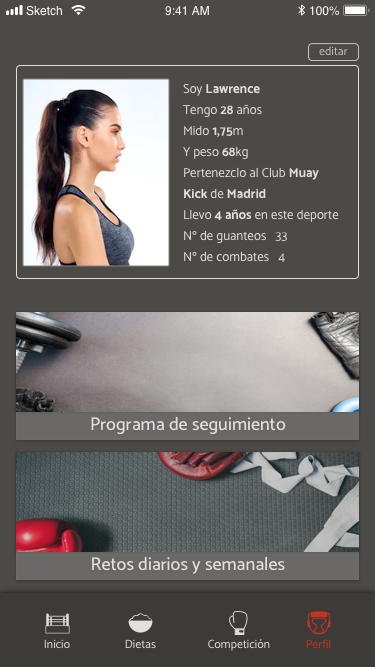 Sketch 9:41 AM 100%
editar
Soy Lawrence
Tengo 28 años
Mido 1,75m
Y peso 68kg
Pertenezclo al Club Muay
Kick de Madrid
Llevo 4 años en este deporte
Nº de guanteos 33
Nº de combates 4
Programa de seguimiento
Retos diarios y semanales
Inicio Dietas Competición Perfil